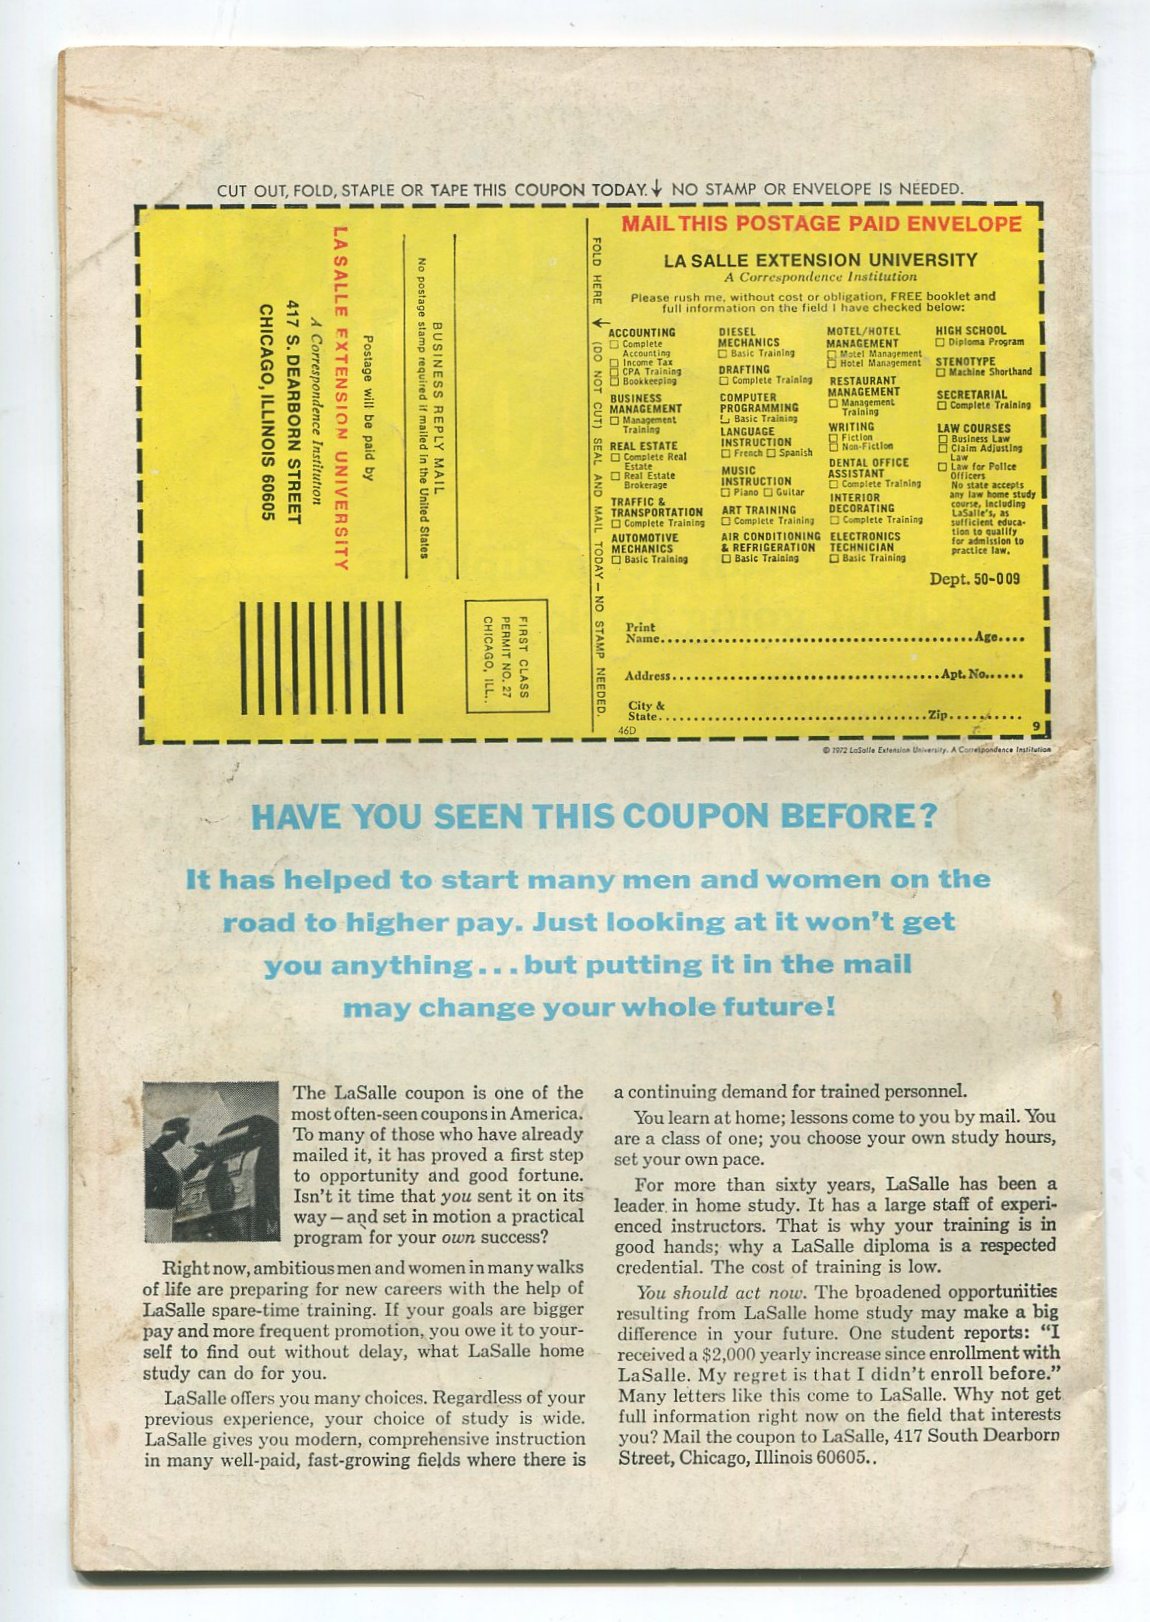 CUT OUT, FOLD, STAPLE OR TAPE THIS COUPON TODAY.↓ NO STAMP OR ENVELOPE IS NEEDED.
LA SALLE EXTENSION UNIVERSITY
A Correspondence Institution
417 S. DEARBORN STREET
CHICAGO, ILLINOIS 60605
Postage will be paid by
BUSINESS REPLY MAIL
No postage stamp required if mailed in the United States
FIRST CLASS
PERMIT NO. 27
CHICAGO, ILL.
FOLD HERE ↓ (DO NOT CUT) SEAL AND MAIL TODAY—NO STAMP NEEDED.
MAIL THIS POSTAGE PAID ENVELOPE
LA SALLE EXTENSION UNIVERSITY
A Correspondence Institution
Please rush me, without cost or obligation, FREE booklet and
full information on the field I have checked below:
ACCOUNTING
☐ Complete
Accounting
☐ Income Tax
☐ CPA Training
☐ Bookkeeping
BUSINESS
MANAGEMENT
☐ Management
Training
REAL ESTATE
☐ Complete Real
Estate
☐ Real Estate
Brokerage
TRAFFIC &
TRANSPORTATION
☐ Complete Training
AUTOMOTIVE
MECHANICS
☐ Basic Training
DIESEL
MECHANICS
☐ Basic Training
DRAFTING
☐ Complete Training
COMPUTER
PROGRAMMING
☐ Basic Training
LANGUAGE
INSTRUCTION
☐ French ☐ Spanish
MUSIC
INSTRUCTION
☐ Piano ☐ Guitar
ART TRAINING
☐ Complete Training
AIR CONDITIONING
& REFRIGERATION
☐ Basic Training
MOTEL/HOTEL
MANAGEMENT
☐ Motel Management
☐ Hotel Management
RESTAURANT
MANAGEMENT
☐ Management
Training
WRITING
☐ Fiction
☐ Non-Fiction
DENTAL OFFICE
ASSISTANT
☐ Complete Training
INTERIOR
DECORATING
☐ Complete Training
ELECTRONICS
TECHNICIAN
☐ Basic Training
HIGH SCHOOL
☐ Diploma Program
STENOTYPE
☐ Machine Shorthand
SECRETARIAL
☐ Complete Training
LAW COURSES
☐ Business Law
☐ Claim Adjusting
Law
☐ Law for Police
Officers
No state accepts
any law home study
course, including
LaSalle's, as
sufficient educa-
tion to qualify
for admission to
practice law.
Dept. 50-009
Print
Name..........Age....
Address..........Apt. No......
City &
State..........Zip..........
46D
9
© 1972 LaSalle Extension University. A Correspondence Institution
HAVE YOU SEEN THIS COUPON BEFORE?
It has helped to start many men and women on the
road to higher pay. Just looking at it won't get
you anything...but putting it in the mail
may change your whole future!
The LaSalle coupon is one of the
most often-seen coupons in America.
To many of those who have already
mailed it, it has proved a first step
to opportunity and good fortune.
Isn't it time that you sent it on its
way—and set in motion a practical
program for your own success?
Right now, ambitious men and women in many walks
of life are preparing for new careers with the help of
LaSalle spare-time training. If your goals are bigger
pay and more frequent promotion, you owe it to your-
self to find out without delay, what LaSalle home
study can do for you.
LaSalle offers you many choices. Regardless of your
previous experience, your choice of study is wide.
LaSalle gives you modern, comprehensive instruction
in many well-paid, fast-growing fields where there is
a continuing demand for trained personnel.
You learn at home; lessons come to you by mail. You
are a class of one; you choose your own study hours,
set your own pace.
For more than sixty years, LaSalle has been a
leader in home study. It has a large staff of experi-
enced instructors. That is why your training is in
good hands; why a LaSalle diploma is a respected
credential. The cost of training is low.
You should act now. The broadened opportunities
resulting from LaSalle home study may make a big
difference in your future. One student reports: "I
received a $2,000 yearly increase since enrollment with
LaSalle. My regret is that I didn't enroll before."
Many letters like this come to LaSalle. Why not get
full information right now on the field that interests
you? Mail the coupon to LaSalle, 417 South Dearborn
Street, Chicago, Illinois 60605..